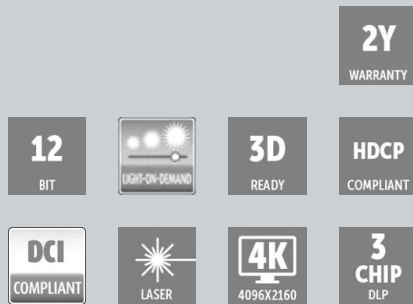 2Y
WARRANTY
12
BIT
LIGHT-ON-DEMAND
3D
READY
HDCP
COMPLIANT
DCI
COMPLIANT
LASER
4K
4096X2160
3
CHIP
DLP